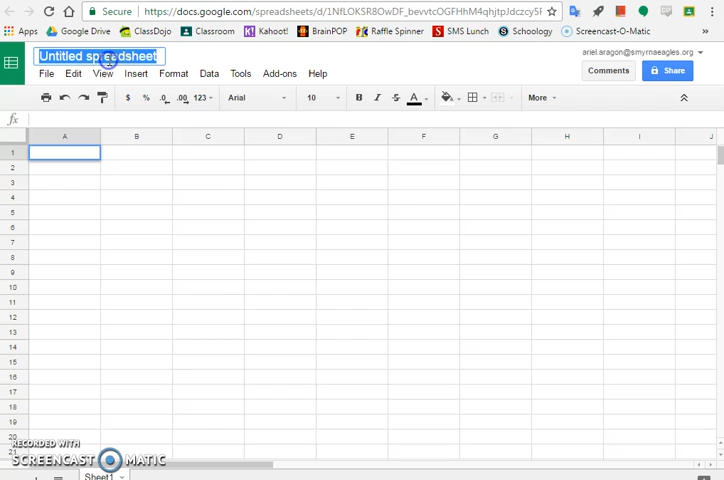 Secure https://docs.google.com/spreadsheets/d/1NfLOKSR8OwDF_bevvtcOGFHhM4qhjtpJdczcy5F
Apps Google Drive ClassDojo Classroom Kahoot! BrainPOP Raffle Spinner SMS Lunch Schoology Screencast-O-Matic
Untitled spreadsheet
ariel.aragon@smyrnaeagles.org
File Edit View Insert Format Data Tools Add-ons Help
Comments Share
$ % .0 .00 123 Arial 10 B I S A More
fx
A B C D E F G H I J
1
2
3
4
5
6
7
8
9
10
11
12
13
14
15
16
17
18
19
20
21
RECORDED WITH
SCREENCAST MATIC
Sheet1